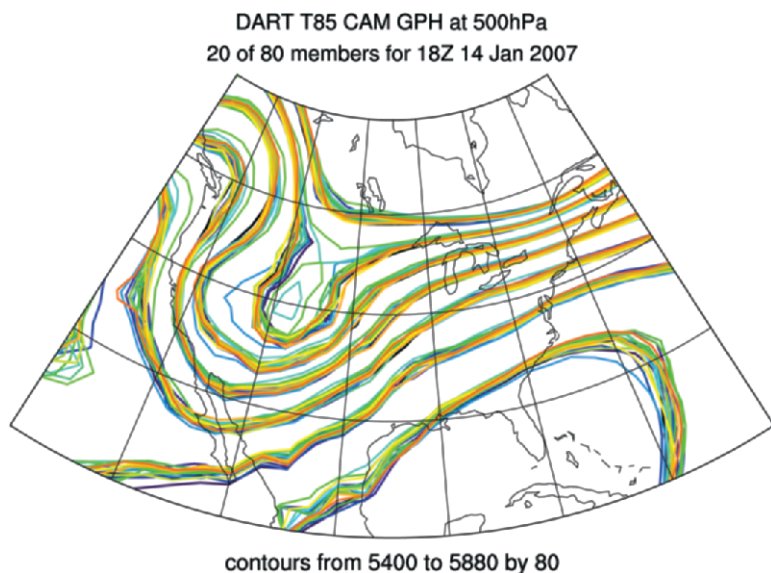 DART T85 CAM GPH at 500hPa
20 of 80 members for 18Z 14 Jan 2007
contours from 5400 to 5880 by 80